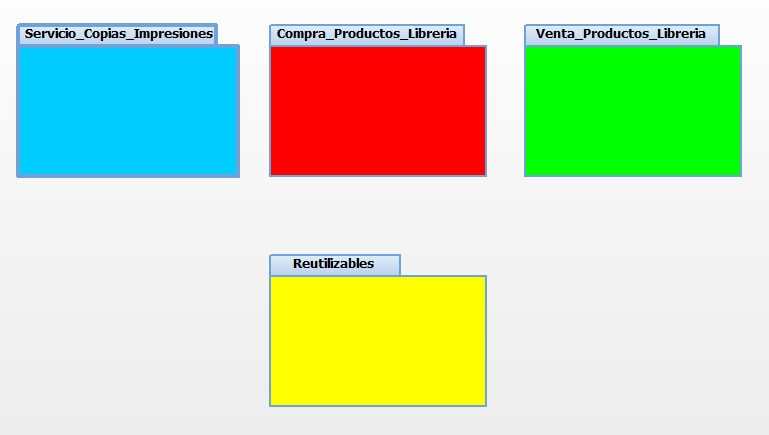 Servicio_Copias_Impresiones
Compra_Productos_Libreria
Venta_Productos_Libreria
Reutilizables